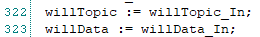 322 willTopic := willTopic_In;
323 willData := willData_In;